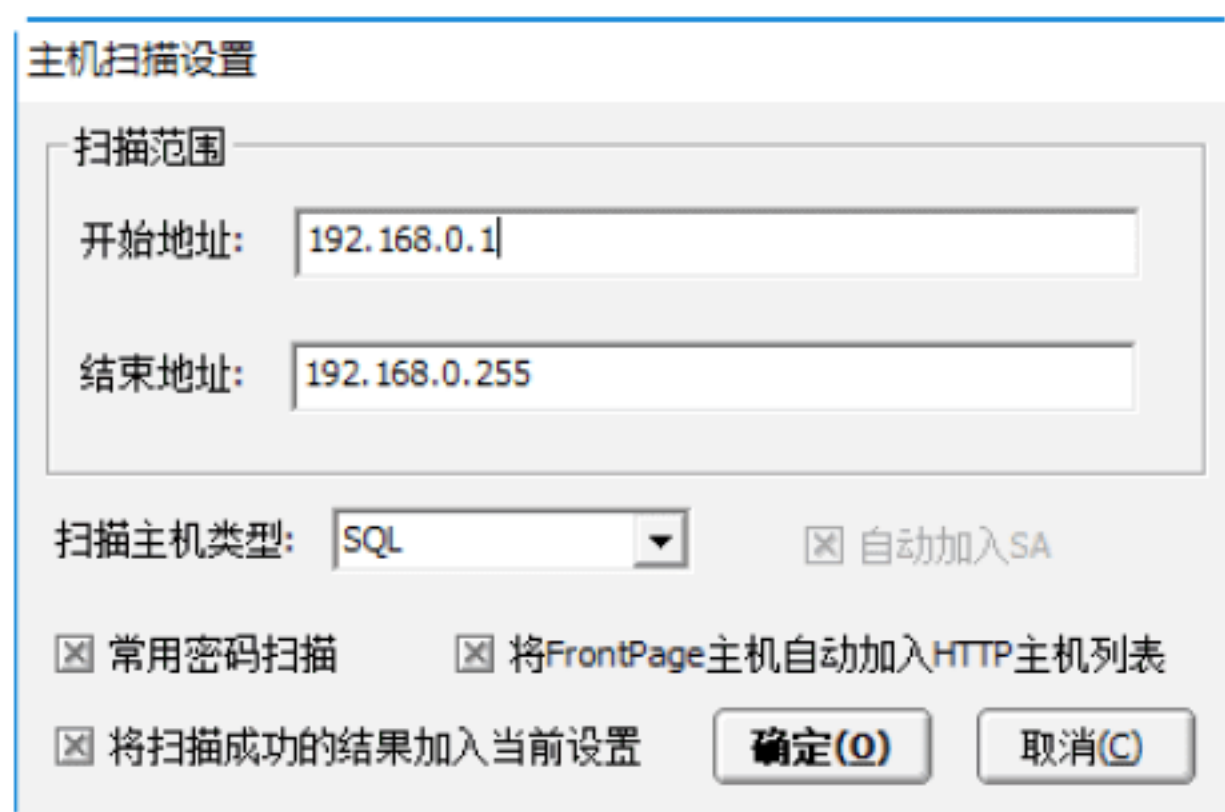 主机扫描设置
扫描范围
开始地址: 192.168.0.1
结束地址: 192.168.0.255
扫描主机类型: SQL 自动加入SA
常用密码扫描 将FrontPage主机自动加入HTTP主机列表
将扫描成功的结果加入当前设置 确定(O) 取消(C)